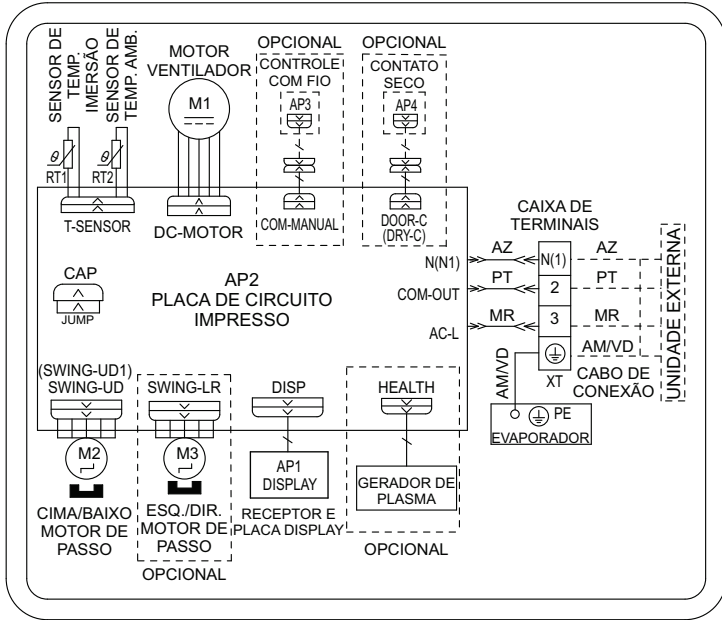 SENSOR DE
TEMP.
IMERSÃO
SENSOR DE
TEMP. AMB.
MOTOR
VENTILADOR
OPCIONAL
CONTROLE
COM FIO
OPCIONAL
CONTATO
SECO
M1
AP3
AP4
θ
RT1
θ
RT2
T-SENSOR
DC-MOTOR
COM-MANUAL
DOOR-C
(DRY-C)
CAIXA DE
TERMINAIS
N(N1)
AZ
N(1)
AZ
COM-OUT
PT
2
PT
AC-L
MR
3
MR
AM/VD
XT
CABO DE
CONEXÃO
UNIDADE EXTERNA
AM/VD
PE
EVAPORADOR
CAP
JUMP
AP2
PLACA DE CIRCUITO
IMPRESSO
(SWING-UD1)
SWING-UD
SWING-LR
DISP
HEALTH
M2
M3
AP1
DISPLAY
GERADOR DE
PLASMA
CIMA/BAIXO
MOTOR DE
PASSO
ESQ./DIR.
MOTOR DE
PASSO
RECEPTOR E
PLACA DISPLAY
OPCIONAL
OPCIONAL